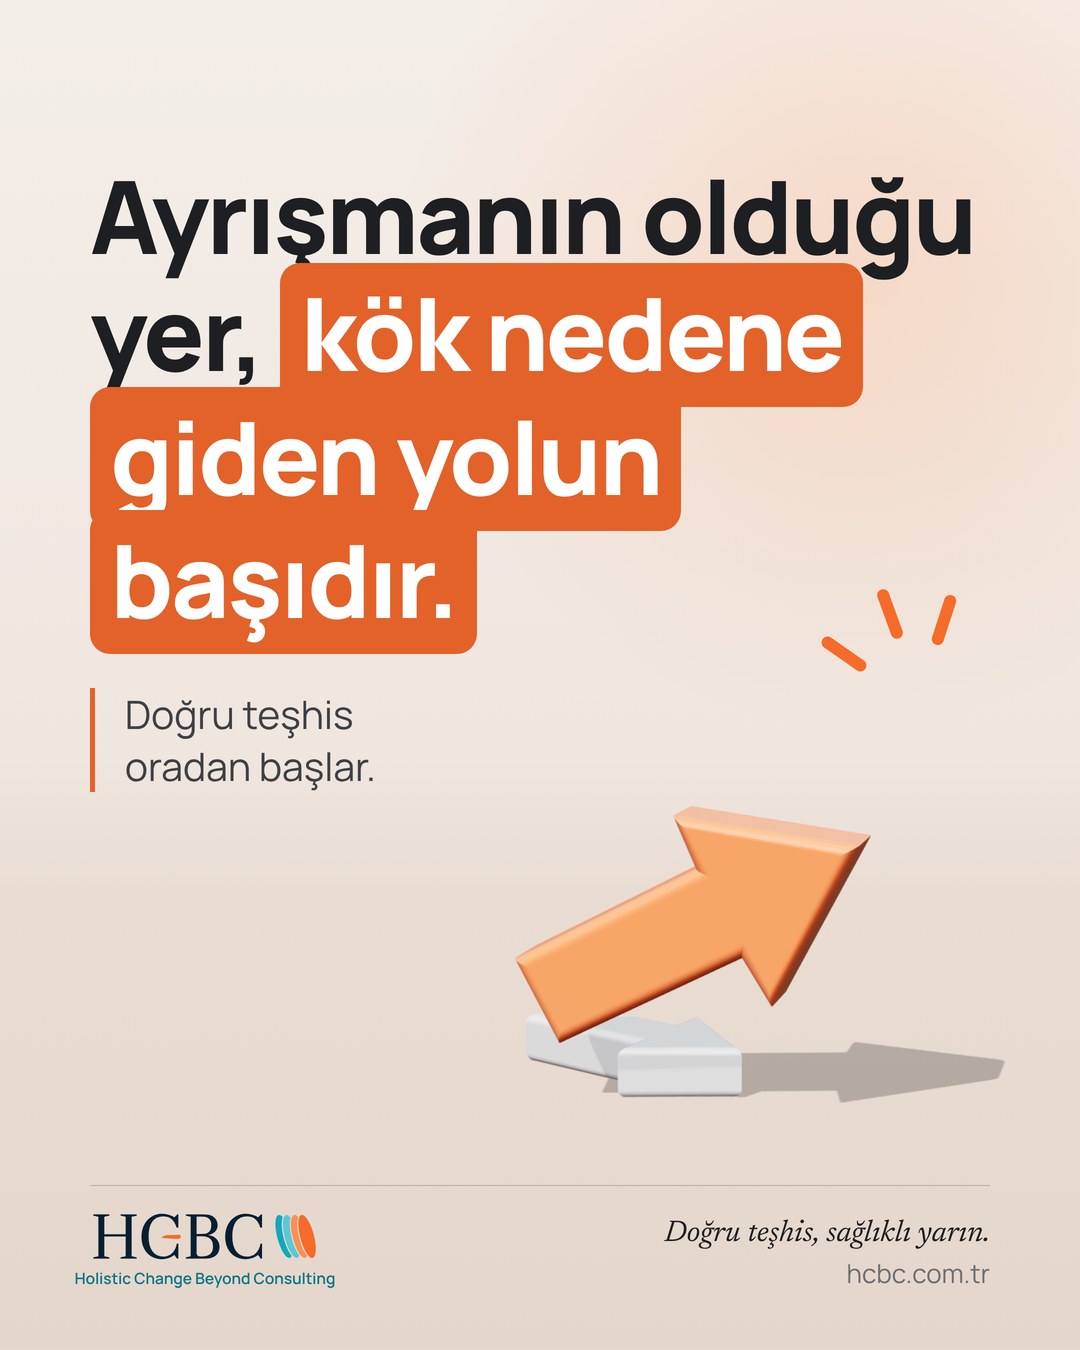 Ayrışmanın olduğu
yer, kök nedene
giden yolun
başıdır.
Doğru teşhis
oradan başlar.
HCBC
Holistic Change Beyond Consulting
Doğru teşhis, sağlıklı yarın.
hcbc.com.tr